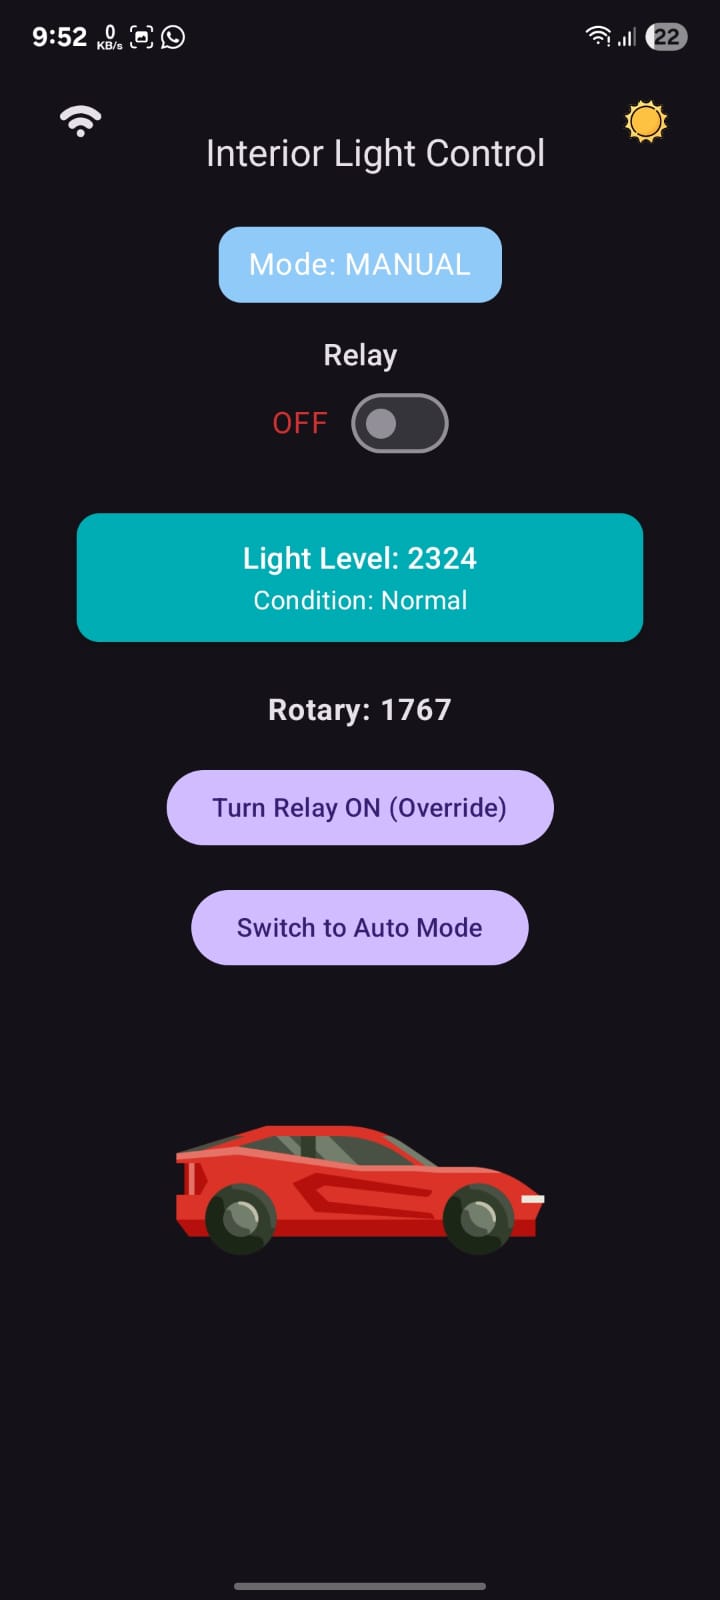 9:52 0 KB/s 22
Interior Light Control
Mode: MANUAL
Relay
OFF
Light Level: 2324
Condition: Normal
Rotary: 1767
Turn Relay ON (Override)
Switch to Auto Mode